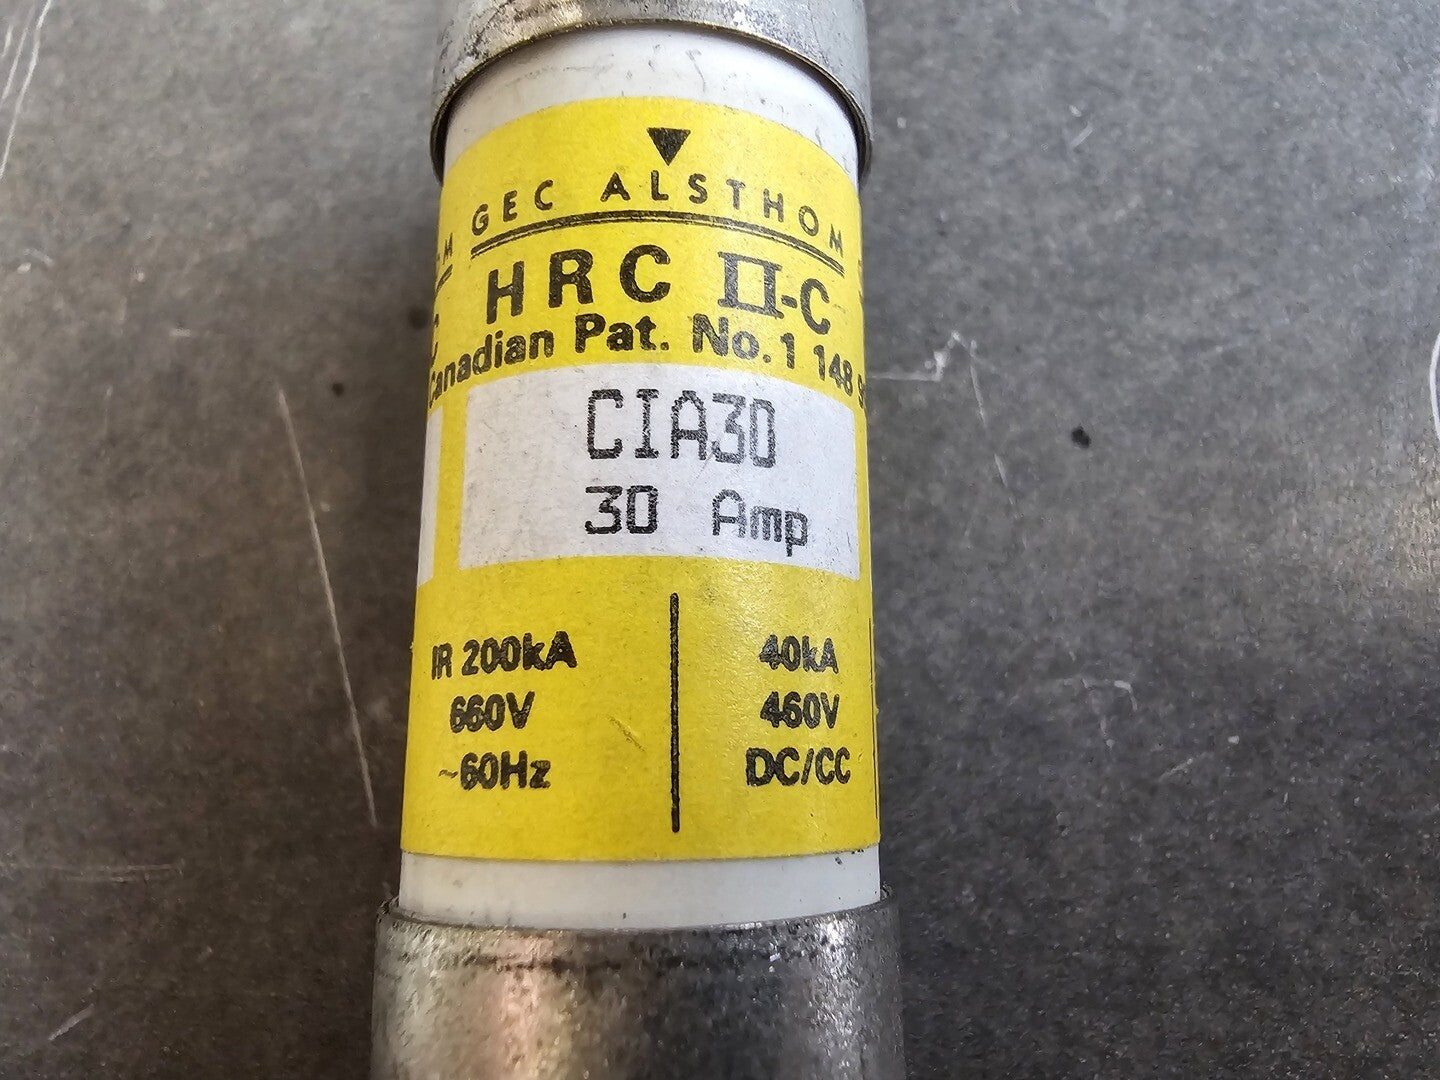 GEC ALSTHOM
HRC II-C
Canadian Pat. No. 1 148
CIA30
30 Amp
IR 200kA
660V
~60Hz
40kA
460V
DC/CC